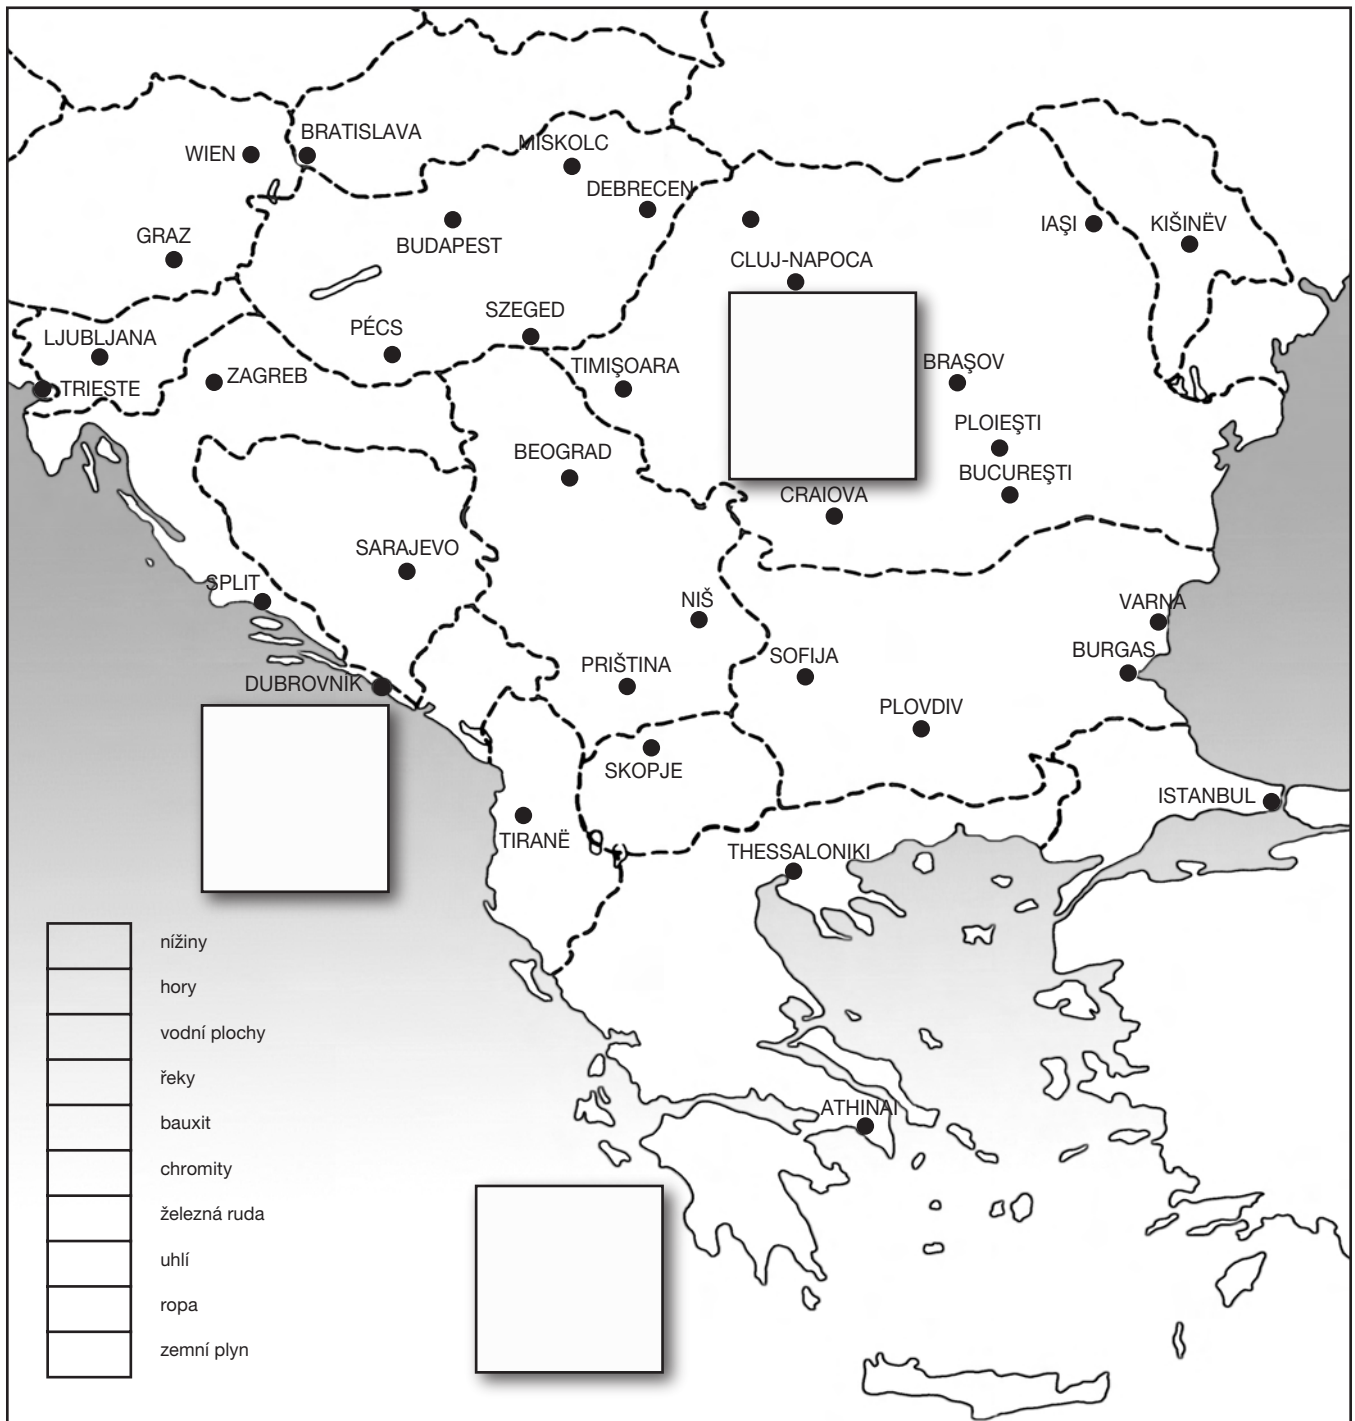 BRATISLAVA
WIEN
MISKOLC
DEBRECEN
GRAZ
BUDAPEST
IAŞI
KIŠINËV
CLUJ-NAPOCA
SZEGED
PÉCS
LJUBLJANA
TIMIŞOARA
BRAŞOV
ZAGREB
TRIESTE
PLOIEŞTI
BEOGRAD
BUCUREŞTI
CRAIOVA
SARAJEVO
SPLIT
NIŠ
VARNA
BURGAS
SOFIJA
PRIŠTINA
DUBROVNIK
PLOVDIV
SKOPJE
ISTANBUL
TIRANË
THESSALONIKI
ATHINAI
nížiny
hory
vodní plochy
řeky
bauxit
chromity
železná ruda
uhlí
ropa
zemní plyn